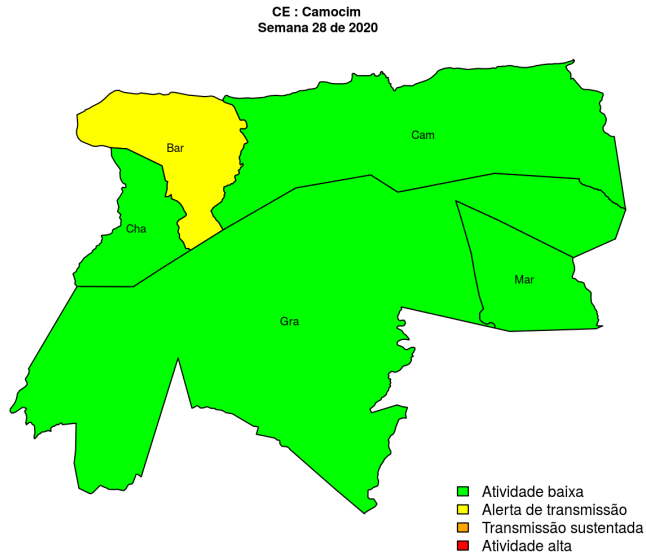 CE : Camocim
Semana 28 de 2020
Cam
Bar
Cha
Mar
Gra
Atividade baixa
Alerta de transmissão
Transmissão sustentada
Atividade alta